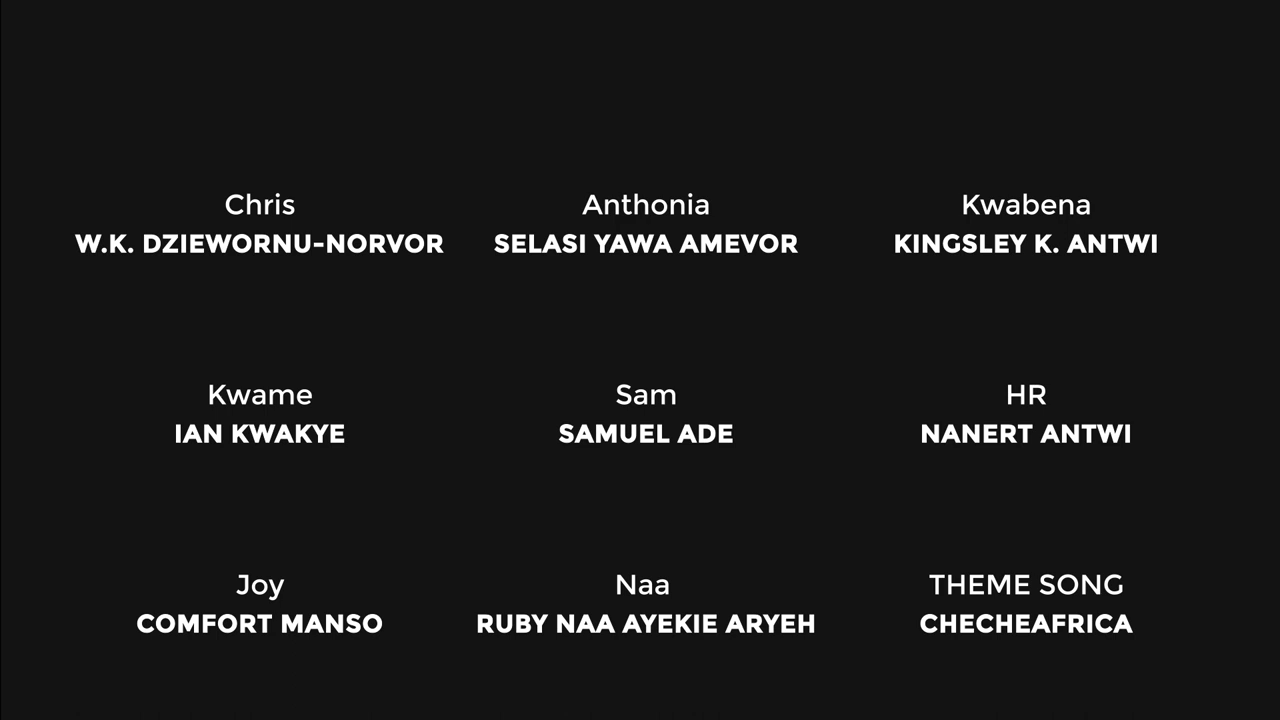 Chris
W.K. DZIEWORNU-NORVOR
Anthonia
SELASI YAWA AMEVOR
Kwabena
KINGSLEY K. ANTWI
Kwame
IAN KWAKYE
Sam
SAMUEL ADE
HR
NANERT ANTWI
Joy
COMFORT MANSO
Naa
RUBY NAA AYEKIE ARYEH
THEME SONG
CHECHEAFRICA